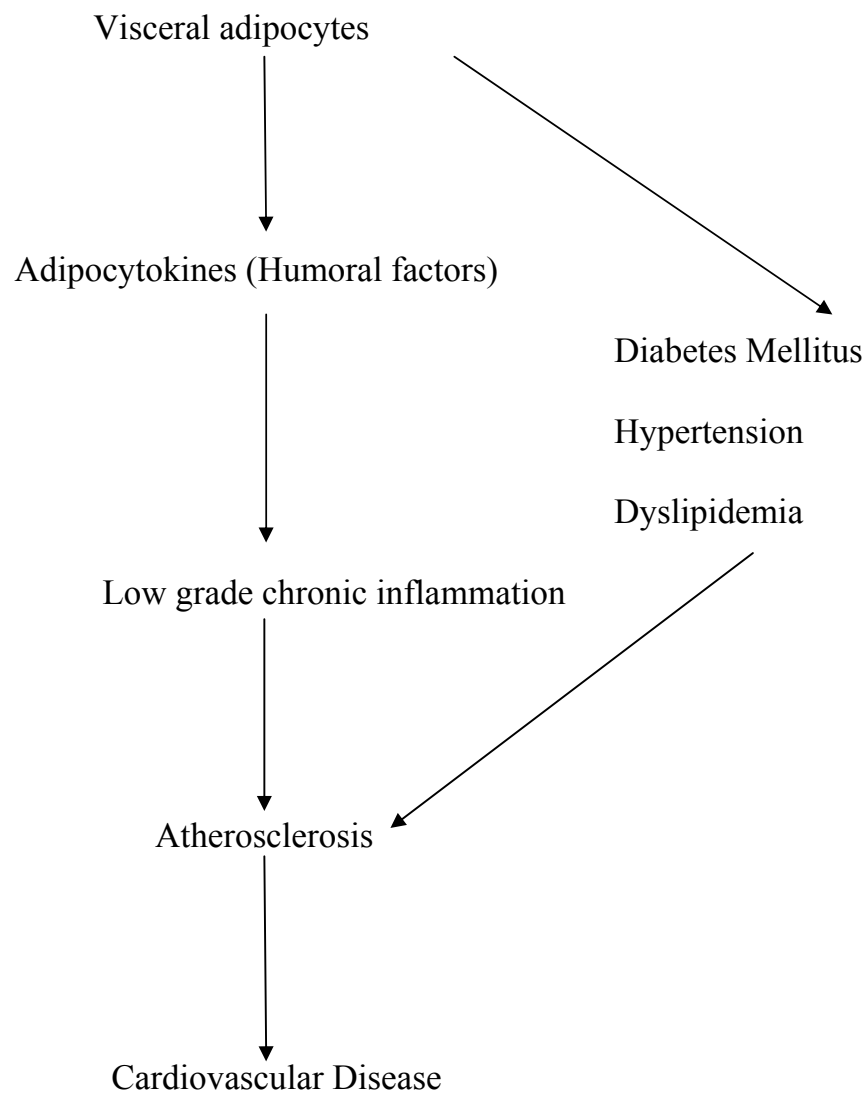 Visceral adipocytes
Adipocytokines (Humoral factors)
Diabetes Mellitus
Hypertension
Dyslipidemia
Low grade chronic inflammation
Atherosclerosis
Cardiovascular Disease